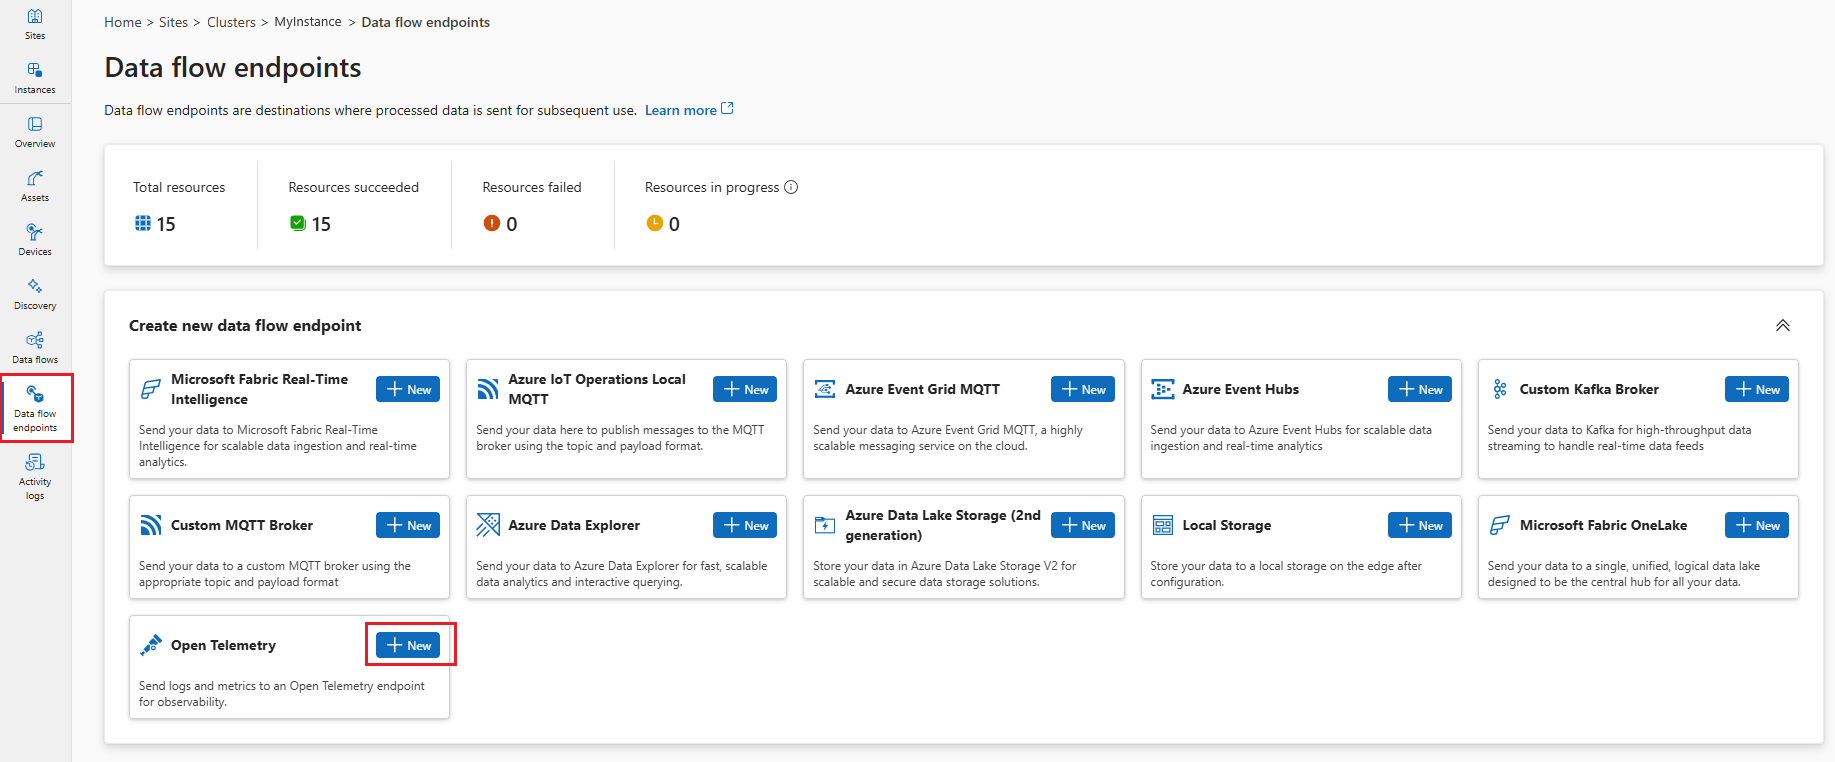 Sites
Instances
Overview
Assets
Devices
Discovery
Data flows
Data flow
endpoints
Activity
logs
Home > Sites > Clusters > MyInstance > Data flow endpoints
Data flow endpoints
Data flow endpoints are destinations where processed data is sent for subsequent use. Learn more
Total resources
15
Resources succeeded
15
Resources failed
0
Resources in progress
0
Create new data flow endpoint
Microsoft Fabric Real-Time
Intelligence
New
Send your data to Microsoft Fabric Real-Time
Intelligence for scalable data ingestion and real-time
analytics.
Azure IoT Operations Local
MQTT
New
Send your data here to publish messages to the MQTT
broker using the topic and payload format.
Azure Event Grid MQTT
New
Send your data to Azure Event Grid MQTT, a highly
scalable messaging service on the cloud.
Azure Event Hubs
New
Send your data to Azure Event Hubs for scalable data
ingestion and real-time analytics
Custom Kafka Broker
New
Send your data to Kafka for high-throughput data
streaming to handle real-time data feeds
Custom MQTT Broker
New
Send your data to a custom MQTT broker using the
appropriate topic and payload format
Azure Data Explorer
New
Send your data to Azure Data Explorer for fast, scalable
data analytics and interactive querying.
Azure Data Lake Storage (2nd
generation)
New
Store your data in Azure Data Lake Storage V2 for
scalable and secure data storage solutions.
Local Storage
New
Store your data to a local storage on the edge after
configuration.
Microsoft Fabric OneLake
New
Send your data to a single, unified, logical data lake
designed to be the central hub for all your data.
Open Telemetry
New
Send logs and metrics to an Open Telemetry endpoint
for observability.